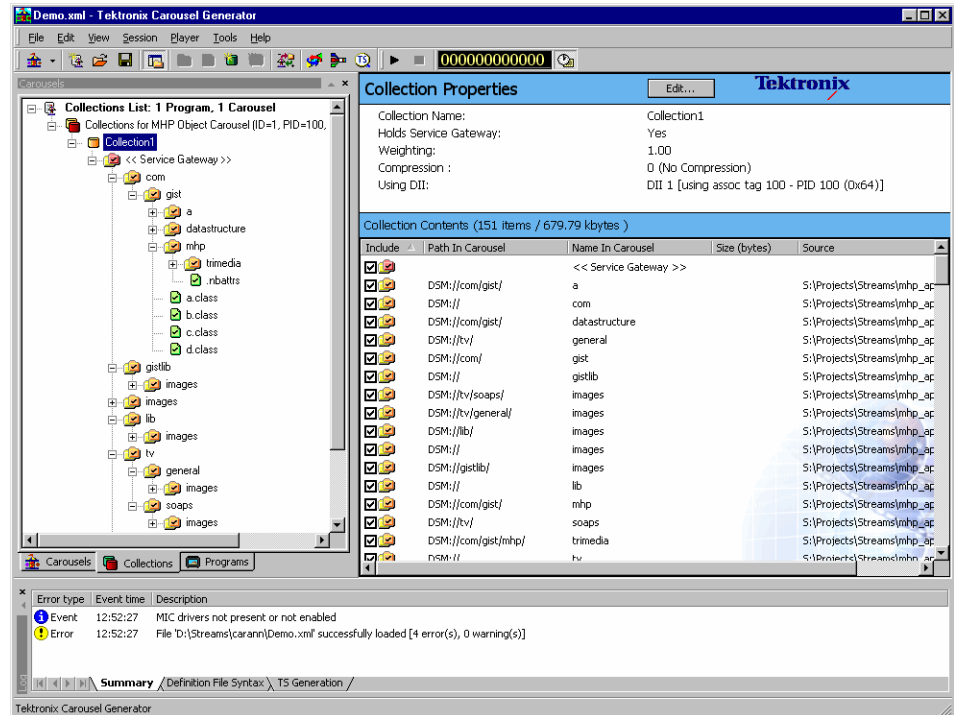 Demo.xml - Tektronix Carousel Generator
File Edit View Session Player Tools Help
000000000000
Carousels
Collections List: 1 Program, 1 Carousel
Collections for MHP Object Carousel (ID=1, PID=100,
Collection1
<< Service Gateway >>
com
gist
a
datastructure
mhp
trimedia
.nbattrs
a.class
b.class
c.class
d.class
gistlib
images
images
lib
images
tv
general
images
soaps
images
Carousels Collections Programs
Collection Properties Edit... Tektronix
Collection Name: Collection1
Holds Service Gateway: Yes
Weighting: 1.00
Compression : 0 (No Compression)
Using DII: DII 1 [using assoc tag 100 - PID 100 (0x64)]
Collection Contents (151 items / 679.79 kbytes )
Include Path In Carousel Name In Carousel Size (bytes) Source
<< Service Gateway >>
DSM://com/gist/ a S:\Projects\Streams\mhp_ap
DSM:// com S:\Projects\Streams\mhp_ap
DSM://com/gist/ datastructure S:\Projects\Streams\mhp_ap
DSM://tv/ general S:\Projects\Streams\mhp_ap
DSM://com/ gist S:\Projects\Streams\mhp_ap
DSM:// gistlib S:\Projects\Streams\mhp_ap
DSM://tv/soaps/ images S:\Projects\Streams\mhp_ap
DSM://tv/general/ images S:\Projects\Streams\mhp_ap
DSM://lib/ images S:\Projects\Streams\mhp_ap
DSM://gistlib/ images S:\Projects\Streams\mhp_ap
DSM:// lib S:\Projects\Streams\mhp_ap
DSM://com/gist/ mhp S:\Projects\Streams\mhp_ap
DSM://tv/ soaps S:\Projects\Streams\mhp_ap
DSM://com/gist/mhp/ trimedia S:\Projects\Streams\mhp_ap
DSM:// tv S:\Projects\Streams\mhp_ap
Error type Event time Description
Event 12:52:27 MIC drivers not present or not enabled
Error 12:52:27 File 'D:\Streams\carann\Demo.xml' successfully loaded [4 error(s), 0 warning(s)]
Log
Summary Definition File Syntax TS Generation
Tektronix Carousel Generator